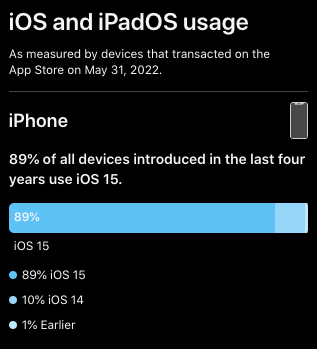 iOS and iPadOS usage
As measured by devices that transacted on the
App Store on May 31, 2022.
iPhone
89% of all devices introduced in the last four
years use iOS 15.
89%
iOS 15
89% iOS 15
10% iOS 14
1% Earlier